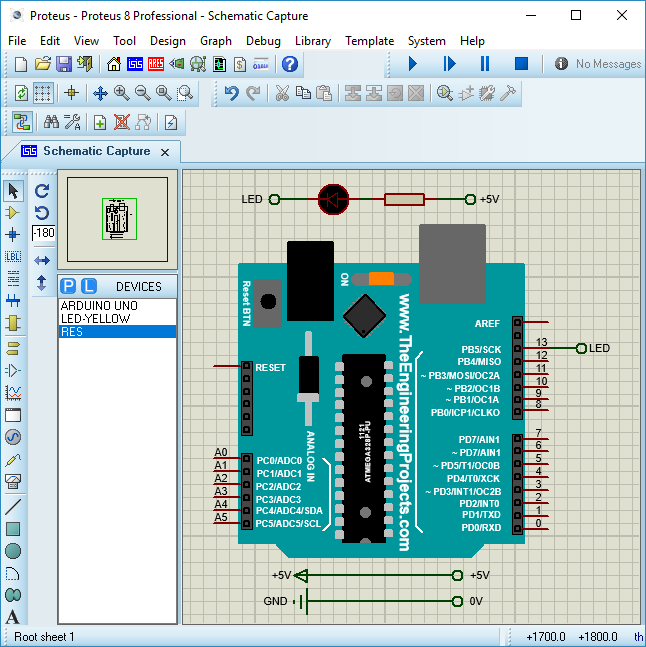 Proteus - Proteus 8 Professional - Schematic Capture
File Edit View Tool Design Graph Debug Library Template System Help
No Messages
Schematic Capture
-180
LBL
P L DEVICES
ARDUINO UNO
LED-YELLOW
RES
LED
+5V
Reset BTN
ON
www.TheEngineeringProjects.com
ANALOG IN
1121
ATMEGA328P-PU
RESET
A0 PC0/ADC0
A1 PC1/ADC1
A2 PC2/ADC2
A3 PC3/ADC3
A4 PC4/ADC4/SDA
A5 PC5/ADC5/SCL
AREF
PB5/SCK 13 LED
PB4/MISO 12
~ PB3/MOSI/OC2A 11
~ PB2/OC1B 10
~ PB1/OC1A 9
PB0/ICP1/CLKO 8
PD7/AIN1 7
~ PD7/AIN1 6
~ PD5/T1/OC0B 5
PD4/T0/XCK 4
~ PD3/INT1/OC2B 3
PD2/INT0 2
PD1/TXD 1
PD0/RXD 0
+5V +5V
GND 0V
A
Root sheet 1 +1700.0 +1800.0 th